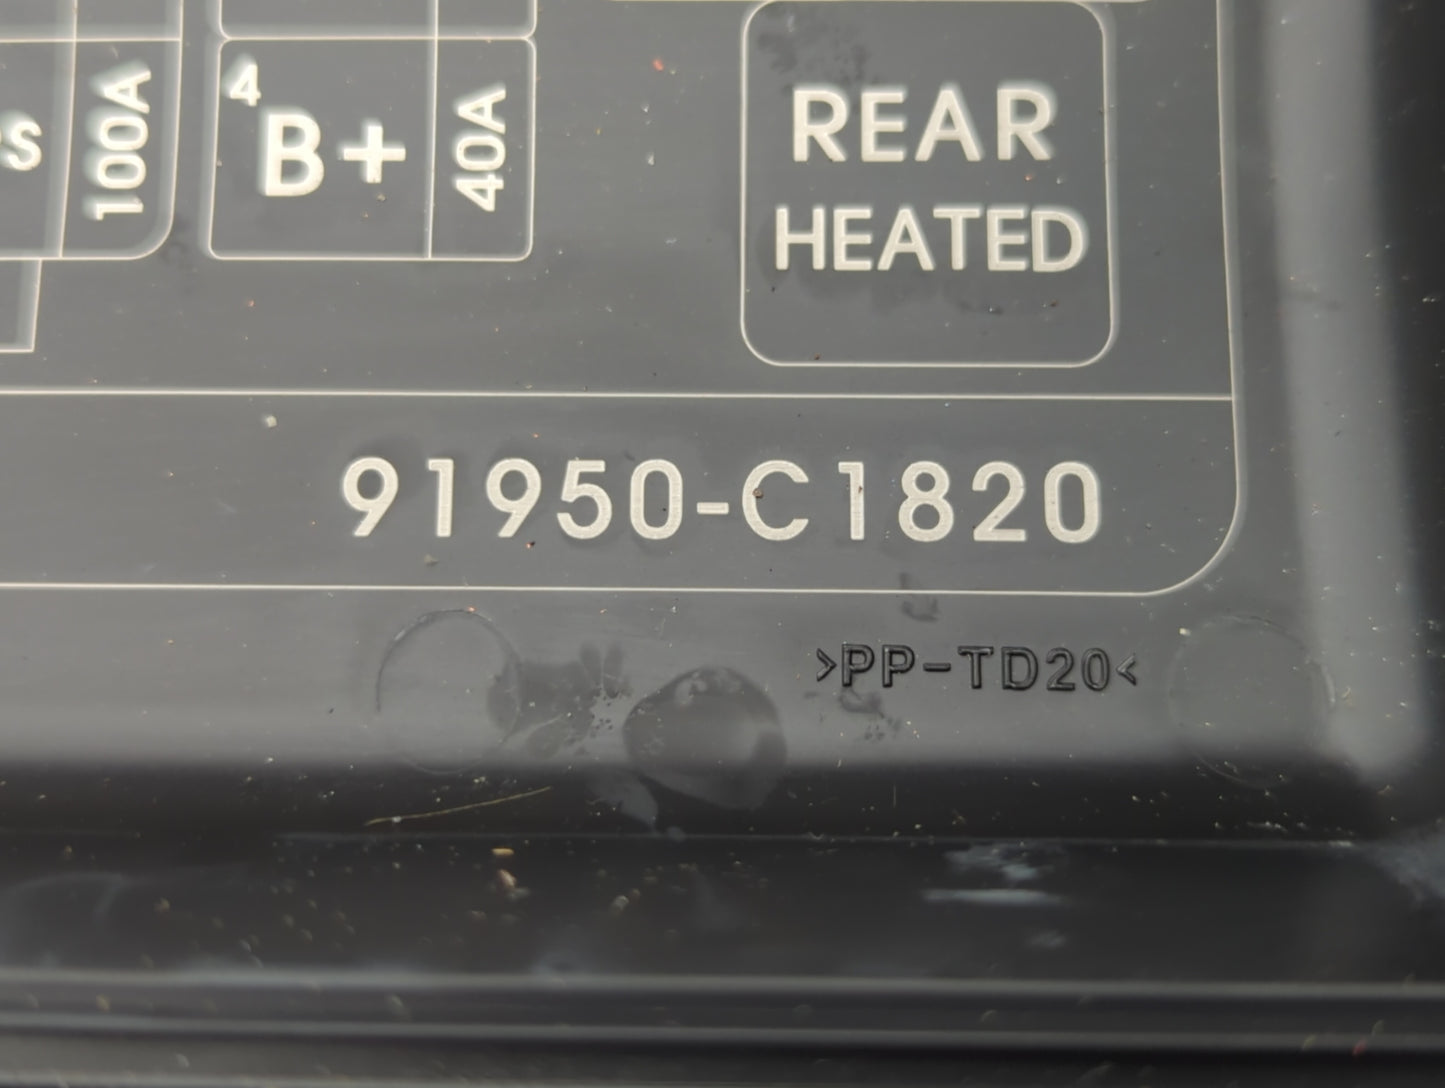 100A
4
B+
40A
REAR
HEATED
91950-C1820
>PP-TD20<